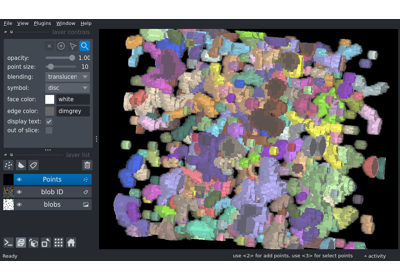 File View Plugins Window Help
layer controls
opacity: 1.00
point size: 10
blending: translucen
symbol: disc
face color: white
edge color: dimgrey
display text:
out of slice:
layer list
Points
blob ID
blobs
Ready
use <2> for add points, use <3> for select points
activity